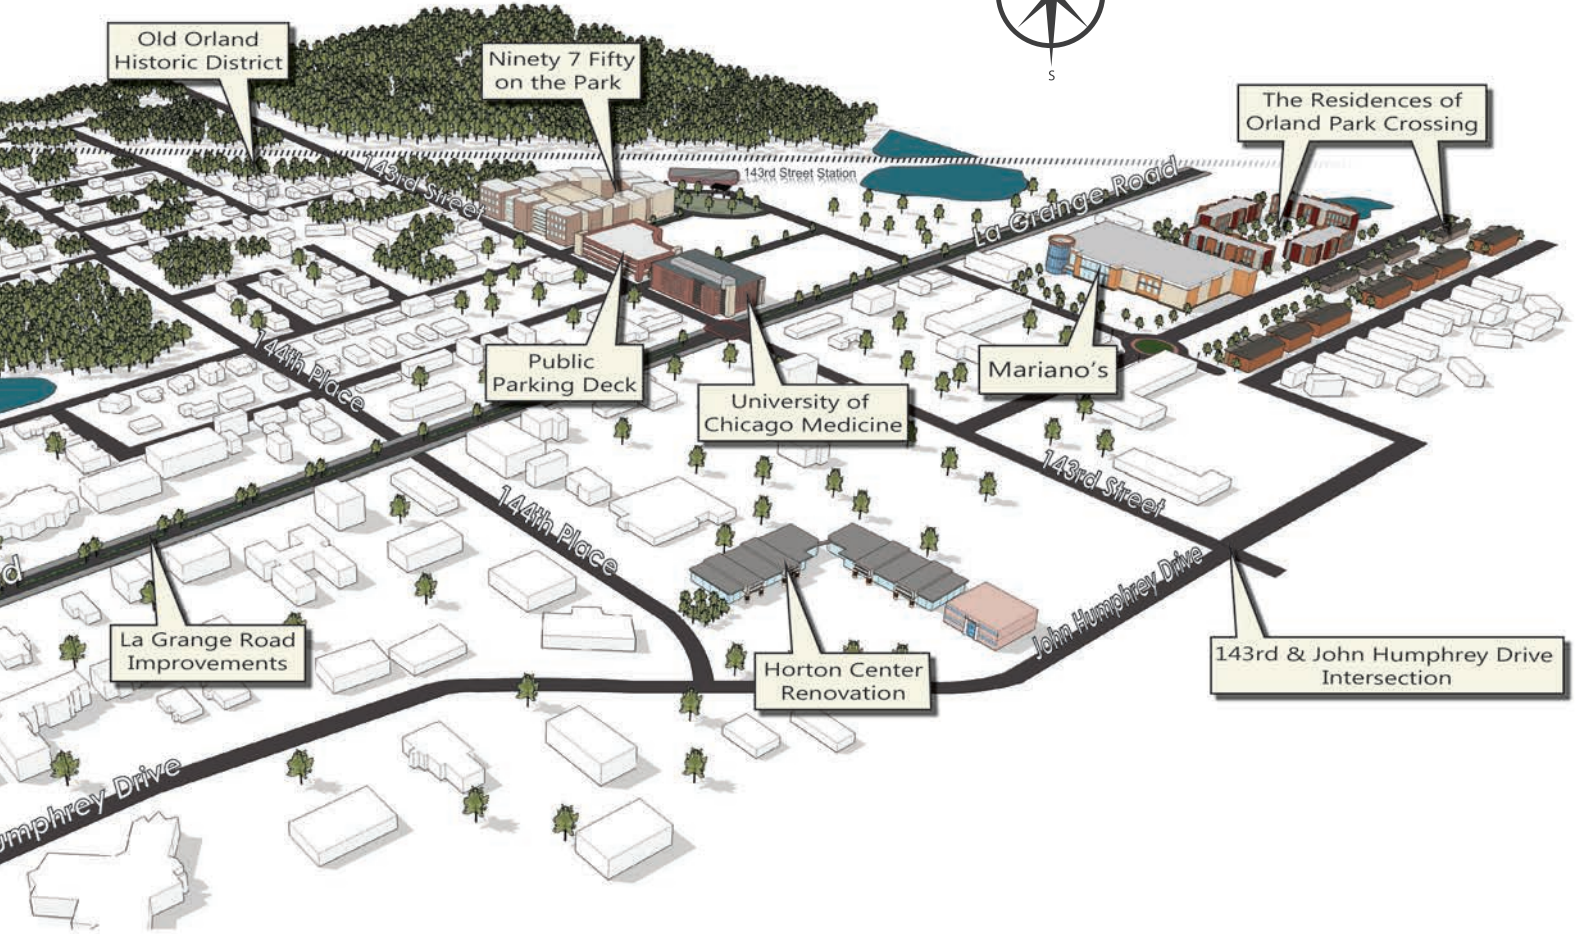 S
Old Orland
Historic District
Ninety 7 Fifty
on the Park
The Residences of
Orland Park Crossing
143rd Street
143rd Street Station
La Grange Road
Public
Parking Deck
University of
Chicago Medicine
Mariano's
144th Place
144th Place
143rd Street
John Humphrey Drive
La Grange Road
Improvements
Horton Center
Renovation
143rd & John Humphrey Drive
Intersection
d
umphrey Drive